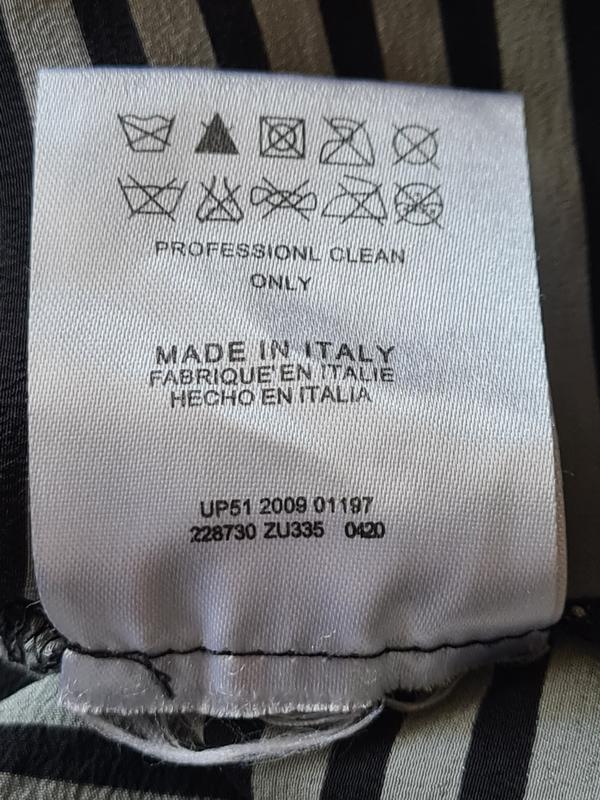 PROFESSIONL CLEAN
ONLY
MADE IN ITALY
FABRIQUE'EN ITALIE
HECHO EN ITALIA
UP51 2009 01197
228730 ZU335 0420